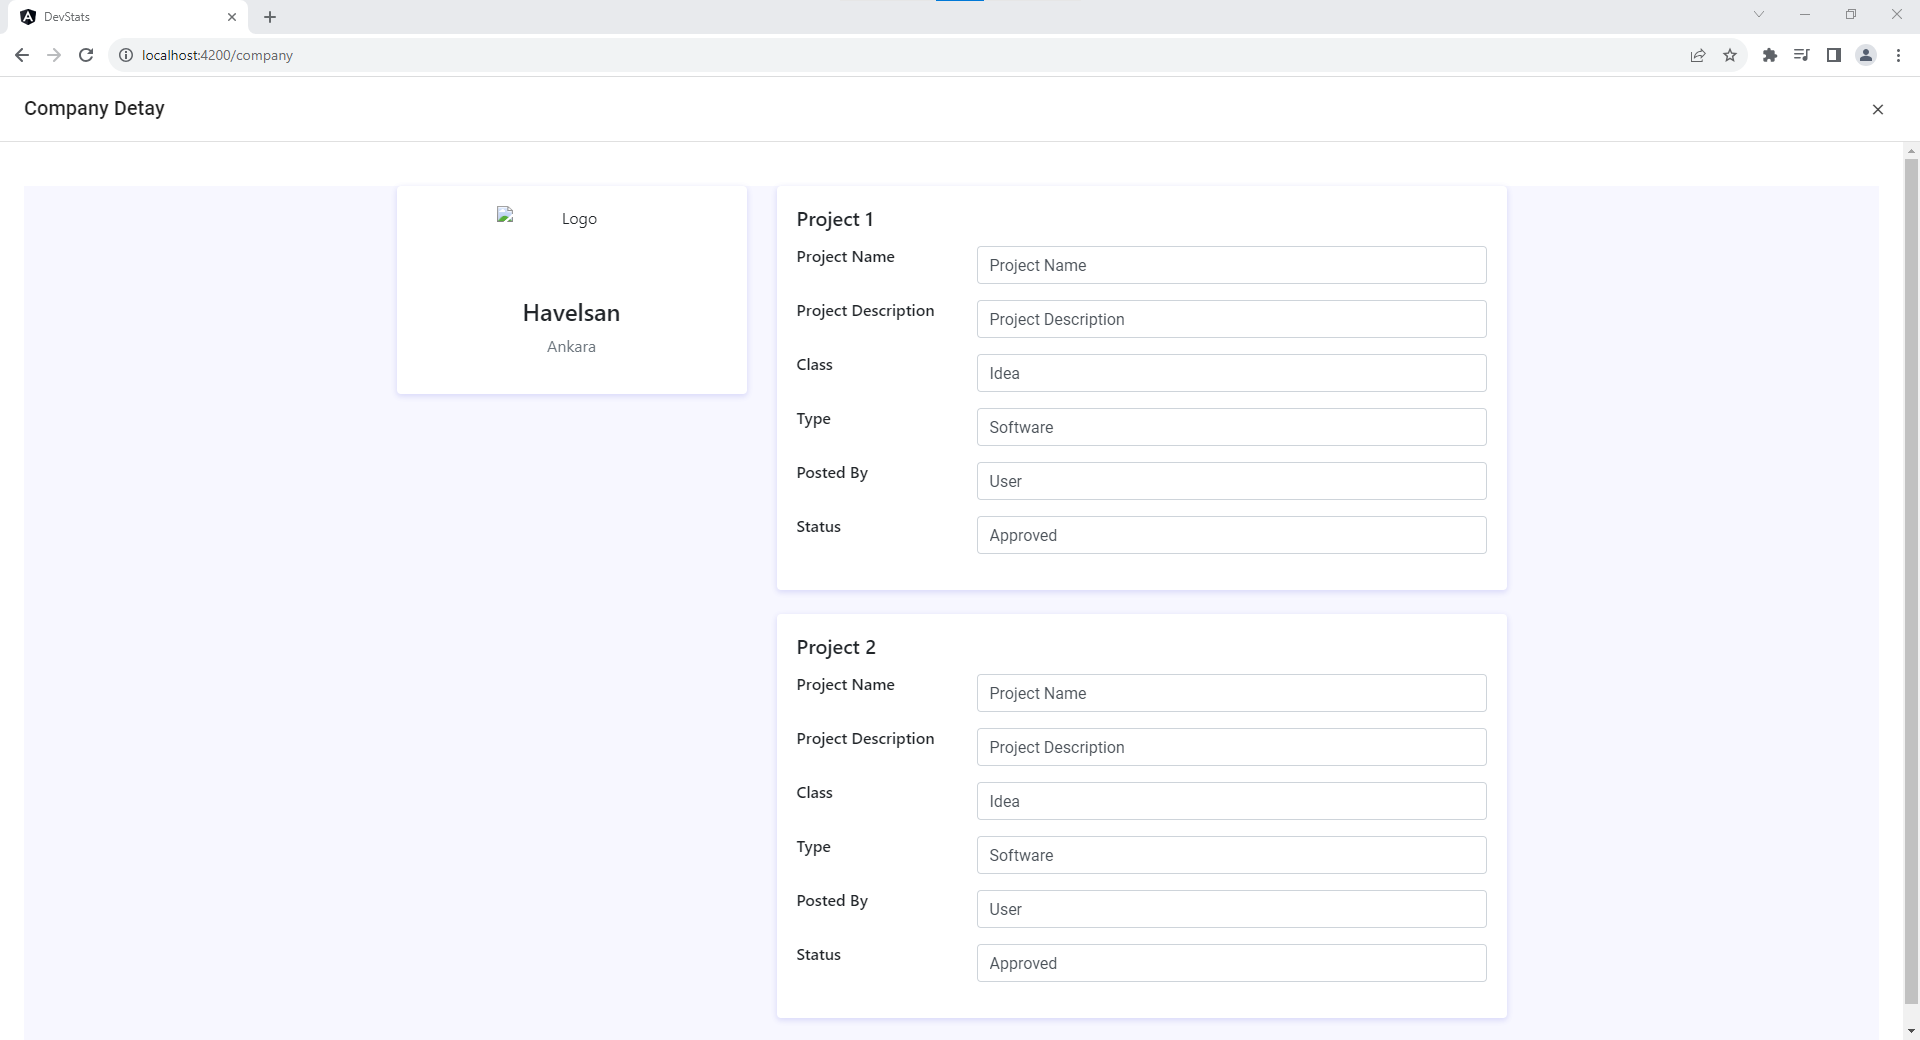 DevStats
localhost:4200/company
Company Detay
Logo
Havelsan
Ankara
Project 1
Project Name Project Name
Project Description Project Description
Class Idea
Type Software
Posted By User
Status Approved
Project 2
Project Name Project Name
Project Description Project Description
Class Idea
Type Software
Posted By User
Status Approved